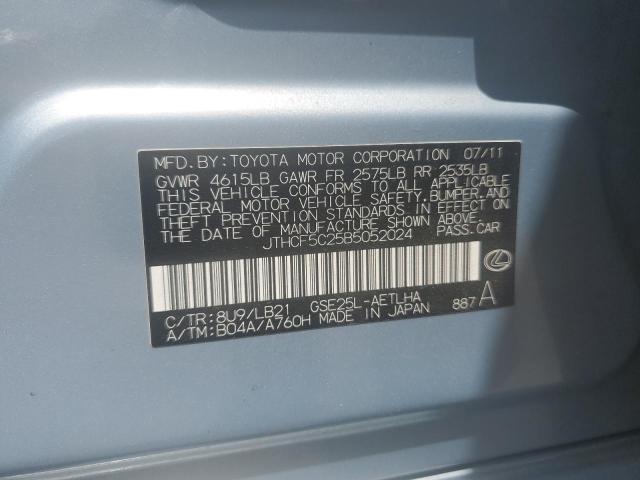 MFD.BY:TOYOTA MOTOR CORPORATION 07/11
GVWR 4615LB GAWR FR 2575LB RR 2535LB
THIS VEHICLE CONFORMS TO ALL APPLICABLE
FEDERAL MOTOR VEHICLE SAFETY,BUMPER,AND
THEFT PREVENTION STANDARDS IN EFFECT ON
THE DATE OF MANUFACTURE SHOWN ABOVE.
JTHCF5C25B5052024 PASS.CAR
C/TR:8U9/LB21 GSE25L-AETLHA
A/TM:B04A/A760H MADE IN JAPAN 887 A